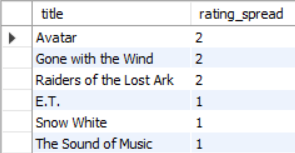 title rating_spread
Avatar 2
Gone with the Wind 2
Raiders of the Lost Ark 2
E.T. 1
Snow White 1
The Sound of Music 1